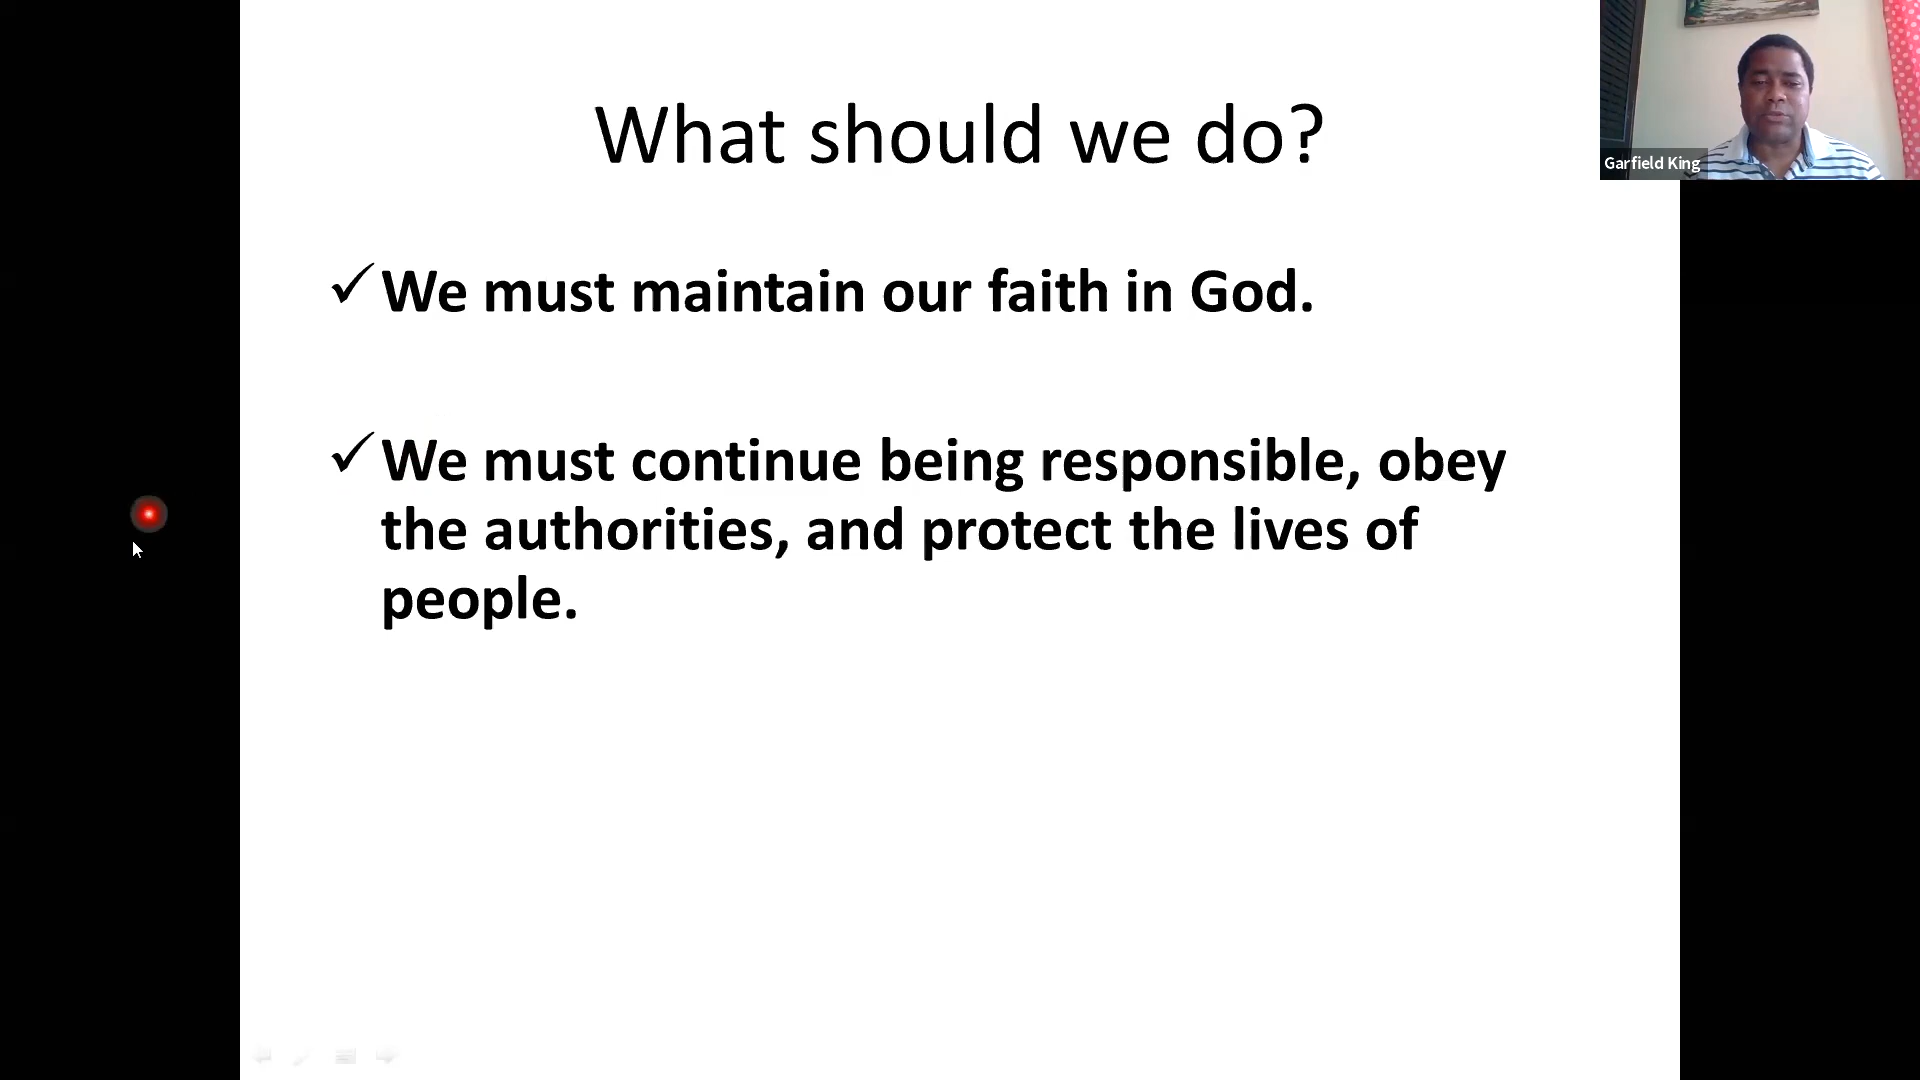 What should we do?
Garfield King
✓ We must maintain our faith in God.
✓ We must continue being responsible, obey
the authorities, and protect the lives of
people.